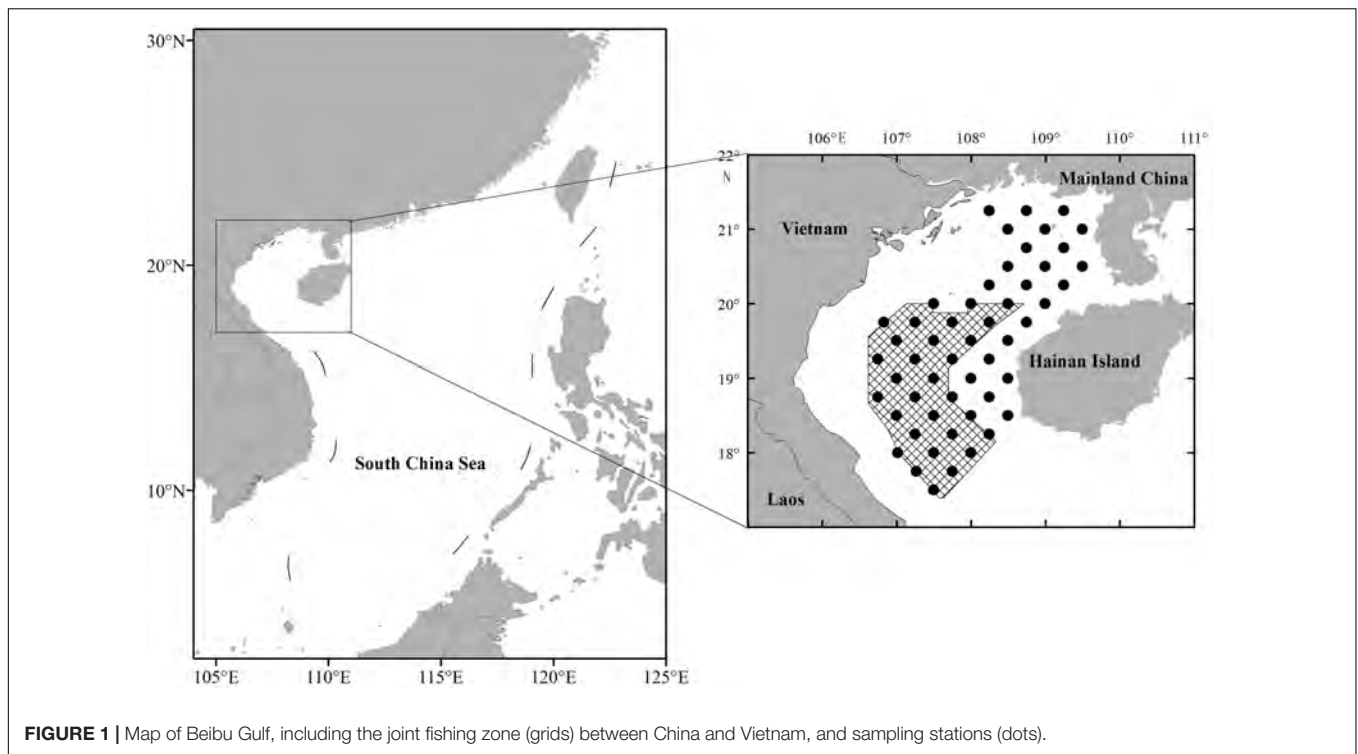 30°N
20°N
10°N
105°E 110°E 115°E 120°E 125°E
South China Sea
106°E 107° 108° 109° 110° 111°
22°
N
21°
20°
19°
18°
Mainland China
Vietnam
Hainan Island
Laos
FIGURE 1 | Map of Beibu Gulf, including the joint fishing zone (grids) between China and Vietnam, and sampling stations (dots).